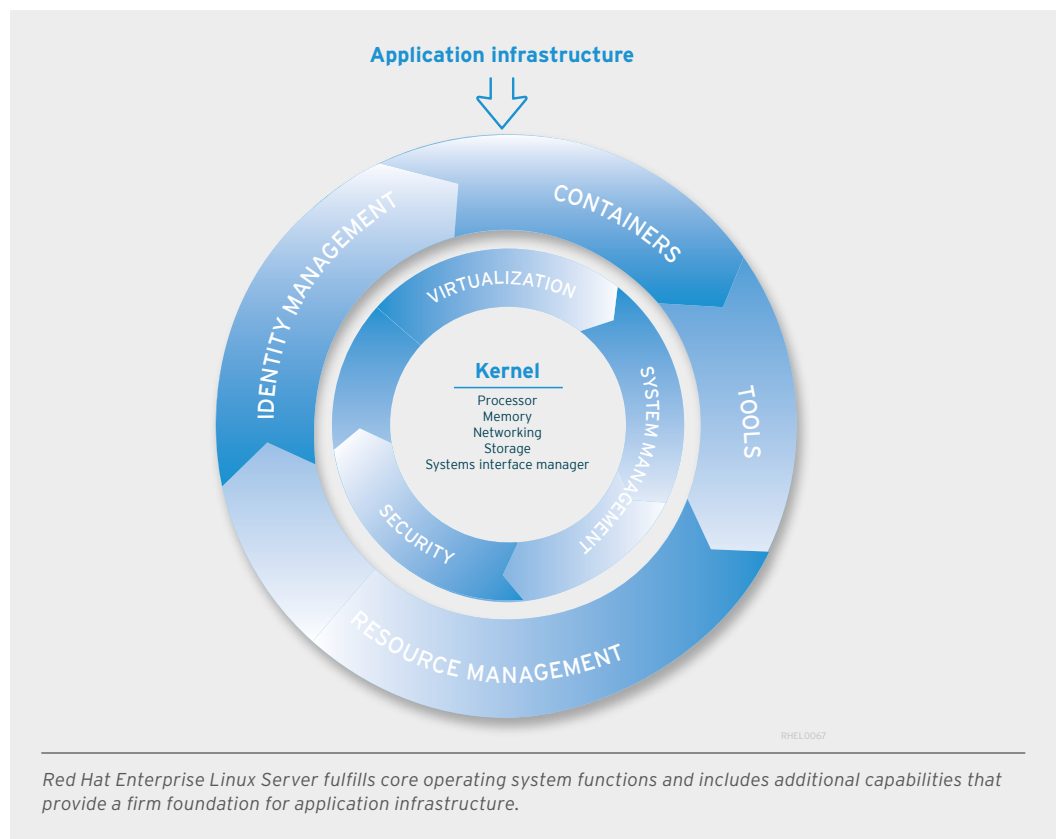 Application infrastructure
CONTAINERS
TOOLS
RESOURCE MANAGEMENT
IDENTITY MANAGEMENT
VIRTUALIZATION
SYSTEM MANAGEMENT
SECURITY
Kernel
Processor
Memory
Networking
Storage
Systems interface manager
RHEL0067
Red Hat Enterprise Linux Server fulfills core operating system functions and includes additional capabilities that
provide a firm foundation for application infrastructure.